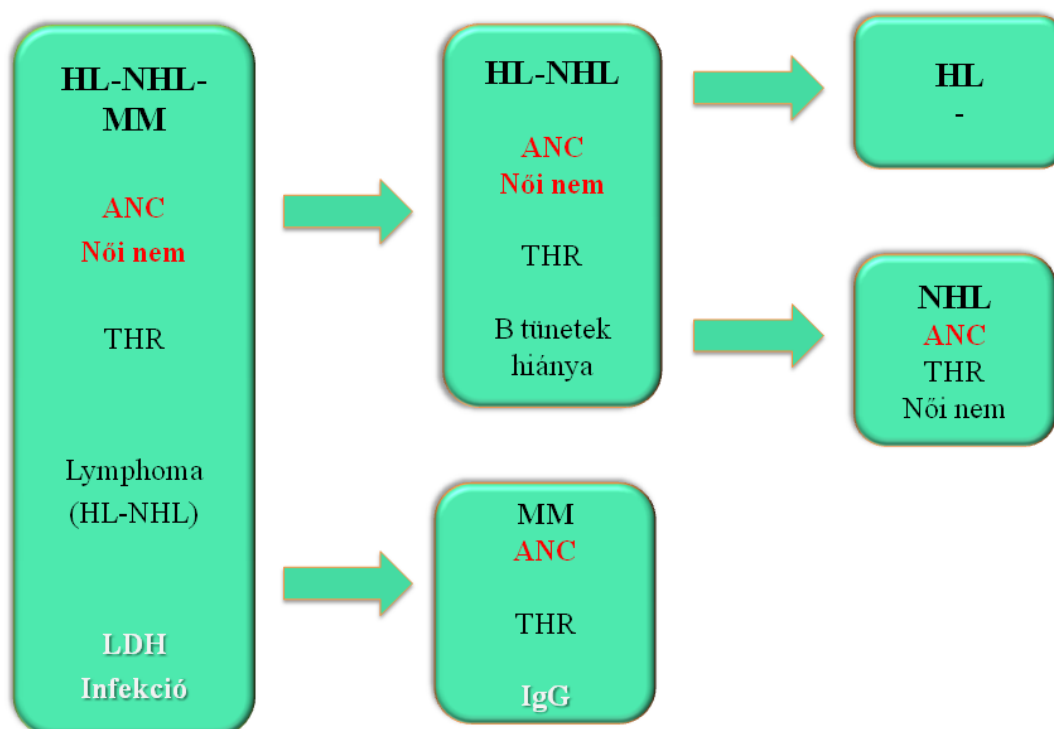 HL-NHL-
MM
ANC
Női nem
THR
Lymphoma
(HL-NHL)
LDH
Infekció
HL-NHL
ANC
Női nem
THR
B tünetek
hiánya
MM
ANC
THR
IgG
HL
-
NHL
ANC
THR
Női nem